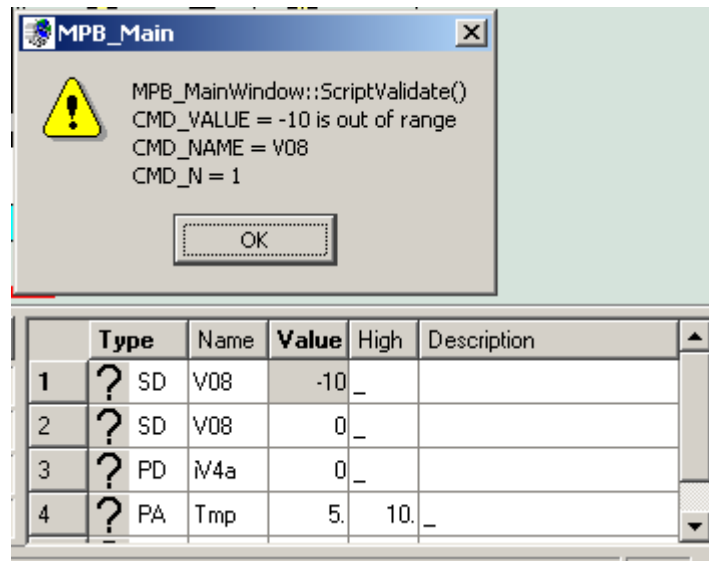 MPB_Main
MPB_MainWindow::ScriptValidate()
CMD_VALUE = -10 is out of range
CMD_NAME = V08
CMD_N = 1
OK
Type Name Value High Description
1 ? SD V08 -10 _
2 ? SD V08 0 _
3 ? PD iV4a 0 _
4 ? PA Tmp 5. 10. _